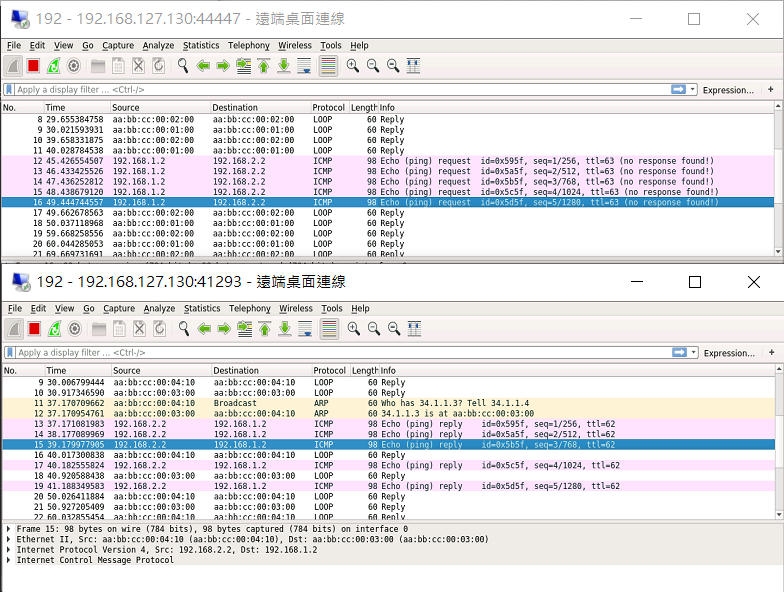 192 - 192.168.127.130:44447 - 遠端桌面連線
File Edit View Go Capture Analyze Statistics Telephony Wireless Tools Help
Apply a display filter ... <Ctrl-/> Expression... +
No. Time Source Destination Protocol Length Info
8 29.655384758 aa:bb:cc:00:02:00 aa:bb:cc:00:02:00 LOOP 60 Reply
9 30.021593931 aa:bb:cc:00:01:00 aa:bb:cc:00:01:00 LOOP 60 Reply
10 39.658331875 aa:bb:cc:00:02:00 aa:bb:cc:00:02:00 LOOP 60 Reply
11 40.028784538 aa:bb:cc:00:01:00 aa:bb:cc:00:01:00 LOOP 60 Reply
12 45.426554507 192.168.1.2 192.168.2.2 ICMP 98 Echo (ping) request id=0x595f, seq=1/256, ttl=63 (no response found!)
13 46.433425526 192.168.1.2 192.168.2.2 ICMP 98 Echo (ping) request id=0x5a5f, seq=2/512, ttl=63 (no response found!)
14 47.436252812 192.168.1.2 192.168.2.2 ICMP 98 Echo (ping) request id=0x5b5f, seq=3/768, ttl=63 (no response found!)
15 48.438679120 192.168.1.2 192.168.2.2 ICMP 98 Echo (ping) request id=0x5c5f, seq=4/1024, ttl=63 (no response found!)
16 49.444744557 192.168.1.2 192.168.2.2 ICMP 98 Echo (ping) request id=0x5d5f, seq=5/1280, ttl=63 (no response found!)
17 49.662678563 aa:bb:cc:00:02:00 aa:bb:cc:00:02:00 LOOP 60 Reply
18 50.037118968 aa:bb:cc:00:01:00 aa:bb:cc:00:01:00 LOOP 60 Reply
19 59.668258556 aa:bb:cc:00:02:00 aa:bb:cc:00:02:00 LOOP 60 Reply
20 60.044285053 aa:bb:cc:00:01:00 aa:bb:cc:00:01:00 LOOP 60 Reply
21 69.669731691 aa:bb:cc:00:02:00 aa:bb:cc:00:02:00 LOOP 60 Reply
192 - 192.168.127.130:41293 - 遠端桌面連線
File Edit View Go Capture Analyze Statistics Telephony Wireless Tools Help
Apply a display filter ... <Ctrl-/> Expression... +
No. Time Source Destination Protocol Length Info
9 30.006799444 aa:bb:cc:00:04:10 aa:bb:cc:00:04:10 LOOP 60 Reply
10 30.917346590 aa:bb:cc:00:03:00 aa:bb:cc:00:03:00 LOOP 60 Reply
11 37.170709662 aa:bb:cc:00:04:10 Broadcast ARP 60 Who has 34.1.1.3? Tell 34.1.1.4
12 37.170954761 aa:bb:cc:00:03:00 aa:bb:cc:00:04:10 ARP 60 34.1.1.3 is at aa:bb:cc:00:03:00
13 37.171081983 192.168.2.2 192.168.1.2 ICMP 98 Echo (ping) reply id=0x595f, seq=1/256, ttl=62
14 38.177089969 192.168.2.2 192.168.1.2 ICMP 98 Echo (ping) reply id=0x5a5f, seq=2/512, ttl=62
15 39.179977905 192.168.2.2 192.168.1.2 ICMP 98 Echo (ping) reply id=0x5b5f, seq=3/768, ttl=62
16 40.017300838 aa:bb:cc:00:04:10 aa:bb:cc:00:04:10 LOOP 60 Reply
17 40.182555824 192.168.2.2 192.168.1.2 ICMP 98 Echo (ping) reply id=0x5c5f, seq=4/1024, ttl=62
18 40.920588438 aa:bb:cc:00:03:00 aa:bb:cc:00:03:00 LOOP 60 Reply
19 41.188349583 192.168.2.2 192.168.1.2 ICMP 98 Echo (ping) reply id=0x5d5f, seq=5/1280, ttl=62
20 50.026411884 aa:bb:cc:00:04:10 aa:bb:cc:00:04:10 LOOP 60 Reply
21 50.927205409 aa:bb:cc:00:03:00 aa:bb:cc:00:03:00 LOOP 60 Reply
22 60.032855454 aa:bb:cc:00:04:10 aa:bb:cc:00:04:10 LOOP 60 Reply
Frame 15: 98 bytes on wire (784 bits), 98 bytes captured (784 bits) on interface 0
Ethernet II, Src: aa:bb:cc:00:04:10 (aa:bb:cc:00:04:10), Dst: aa:bb:cc:00:03:00 (aa:bb:cc:00:03:00)
Internet Protocol Version 4, Src: 192.168.2.2, Dst: 192.168.1.2
Internet Control Message Protocol